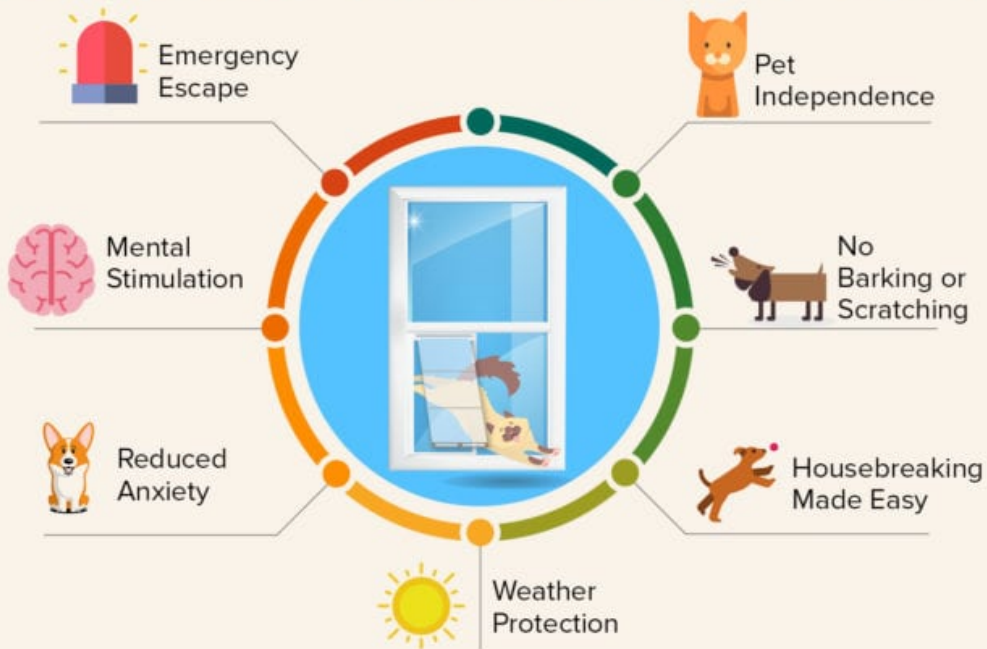 Emergency
Escape
Pet
Independence
Mental
Stimulation
No
Barking or
Scratching
Reduced
Anxiety
Housebreaking
Made Easy
Weather
Protection